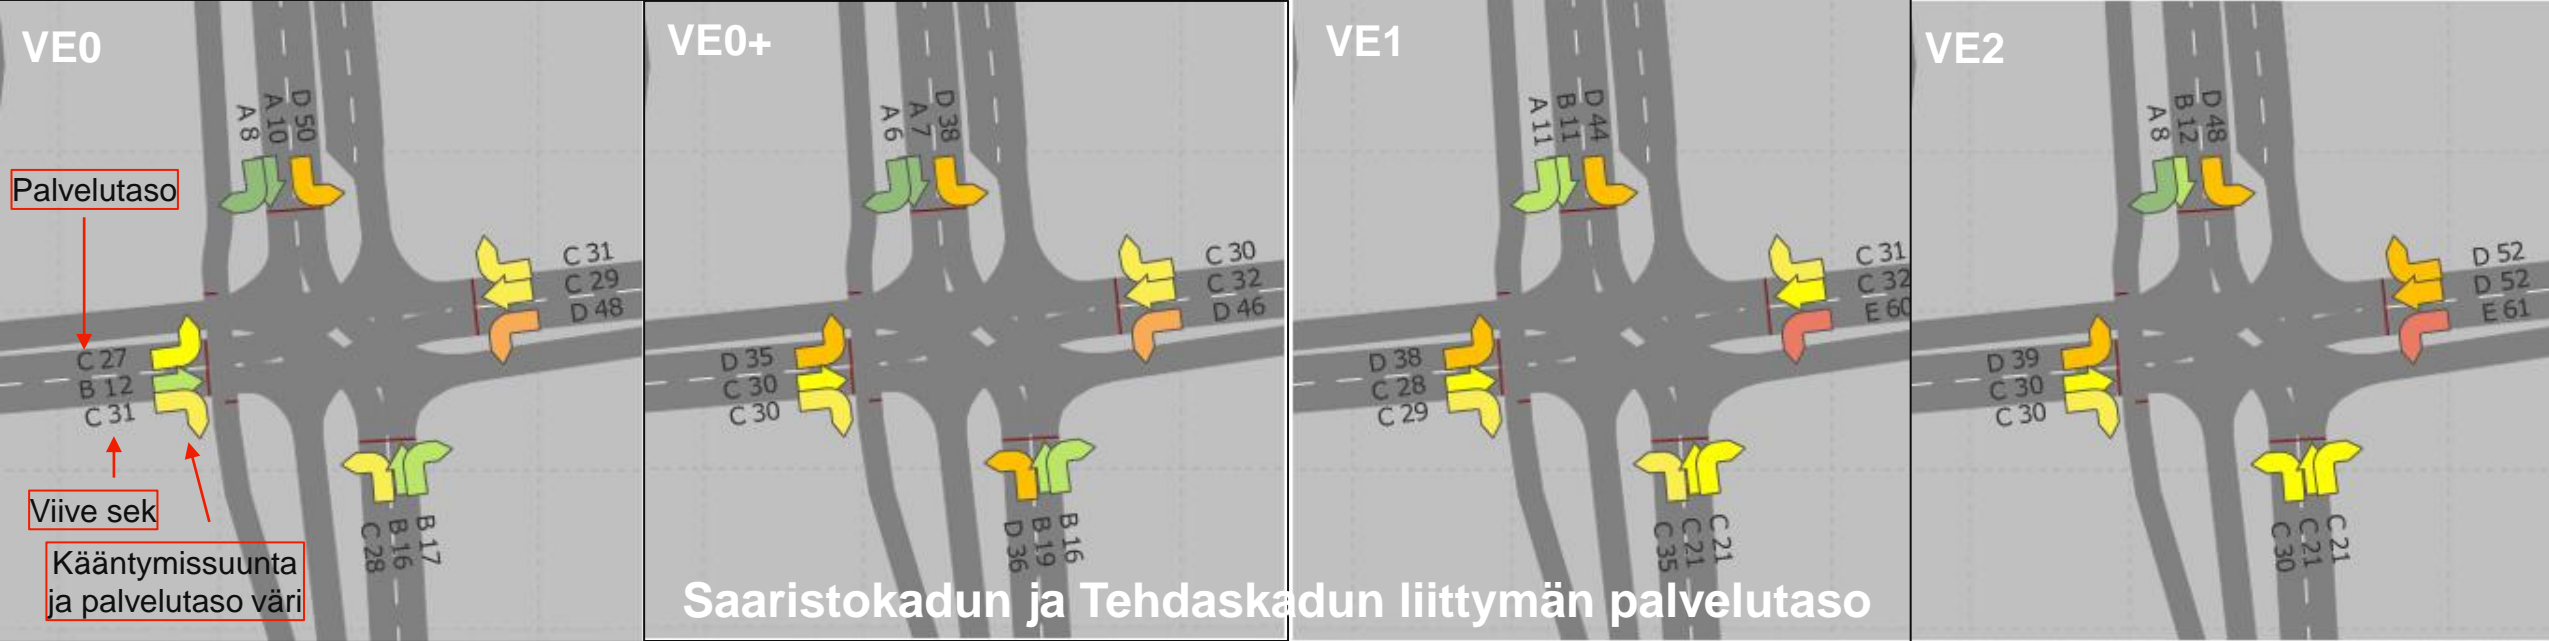 VE0
A 8
A 10
D 50
Palvelutaso
C 31
C 29
D 48
C 27
B 12
C 31
Viive sek
Kääntymissuunta
ja palvelutaso väri
C 28
B 16
B 17
VE0+
A 6
A 7
D 38
C 30
C 32
D 46
D 35
C 30
C 30
D 36
B 19
B 16
VE1
A 11
B 11
D 44
C 31
C 32
E 60
D 38
C 28
C 29
C 35
C 21
C 21
VE2
A 8
B 12
D 48
D 52
D 52
E 61
D 39
C 30
C 30
C 30
C 21
C 21
Saaristokadun ja Tehdaskadun liittymän palvelutaso